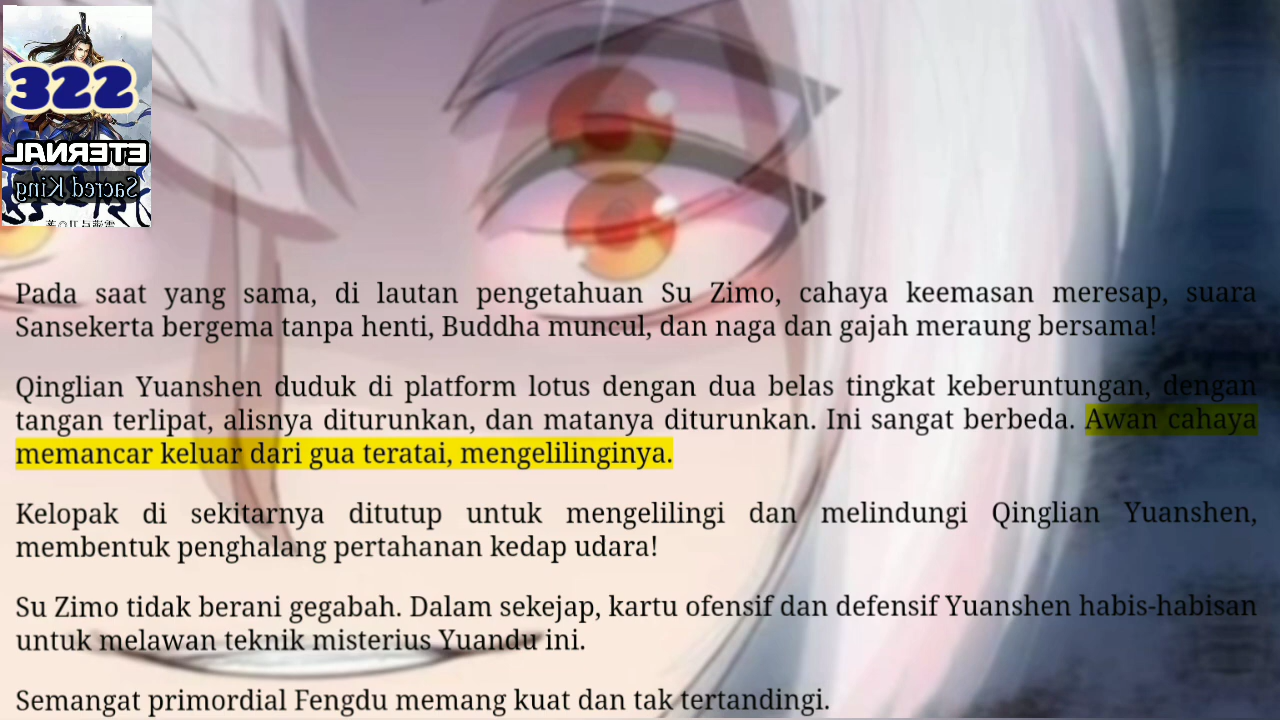 322
ETERNAL
Sacred King
Pada saat yang sama, di lautan pengetahuan Su Zimo, cahaya keemasan meresap, suara
Sansekerta bergema tanpa henti, Buddha muncul, dan naga dan gajah meraung bersama!
Qinglian Yuanshen duduk di platform lotus dengan dua belas tingkat keberuntungan, dengan
tangan terlipat, alisnya diturunkan, dan matanya diturunkan. Ini sangat berbeda. Awan cahaya
memancar keluar dari gua teratai, mengelilinginya.
Kelopak di sekitarnya ditutup untuk mengelilingi dan melindungi Qinglian Yuanshen,
membentuk penghalang pertahanan kedap udara!
Su Zimo tidak berani gegabah. Dalam sekejap, kartu ofensif dan defensif Yuanshen habis-habisan
untuk melawan teknik misterius Yuandu ini.
Semangat primordial Fengdu memang kuat dan tak tertandingi.